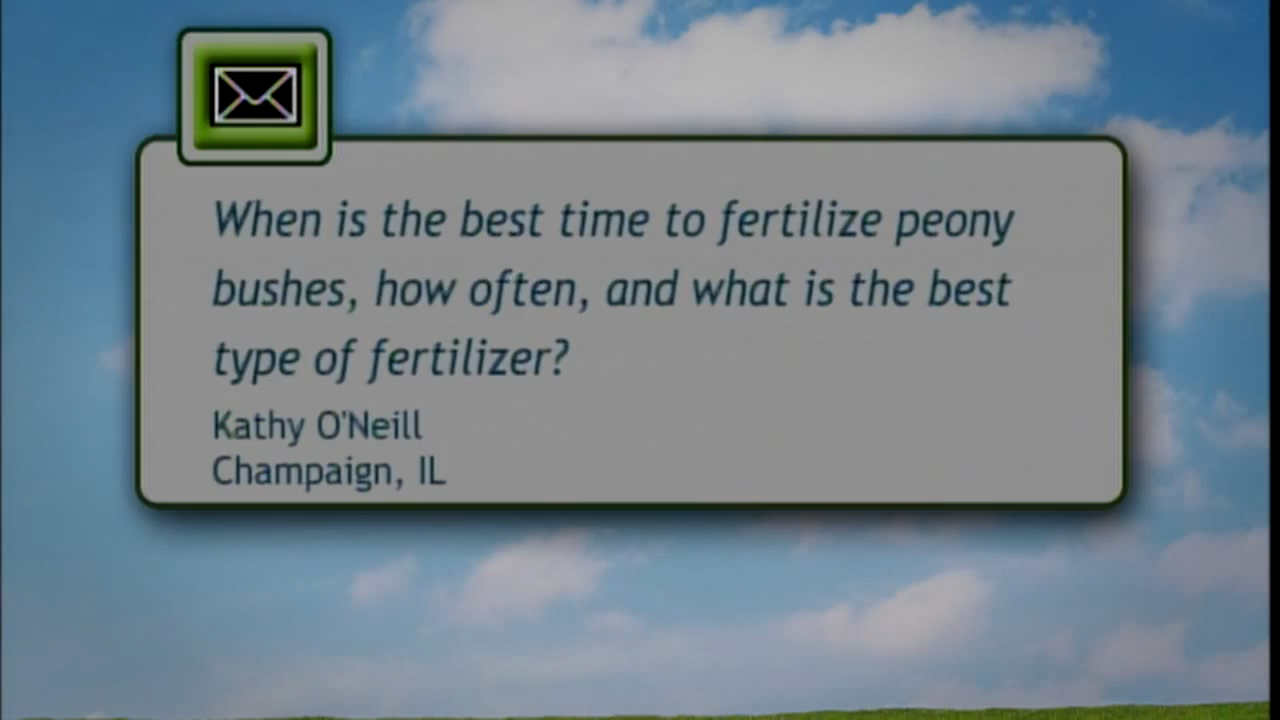 When is the best time to fertilize peony
bushes, how often, and what is the best
type of fertilizer?
Kathy O'Neill
Champaign, IL